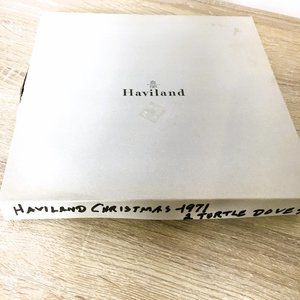 Haviland
HAVILAND CHRISTMAS 1971
2 TURTLE DOVES